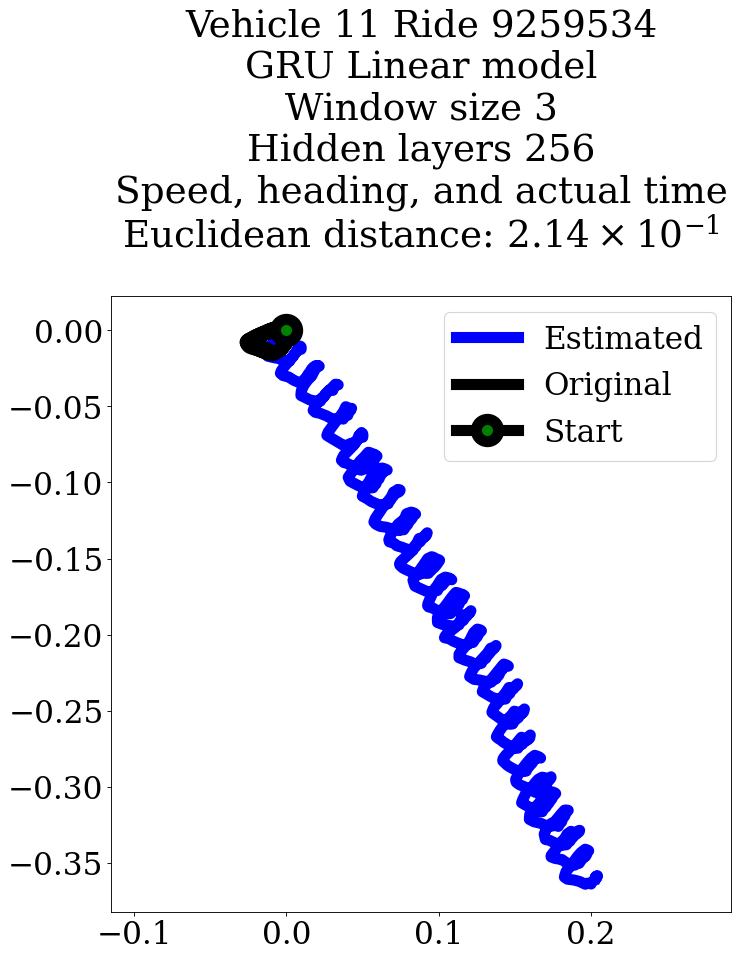 Vehicle 11 Ride 9259534
GRU Linear model
Window size 3
Hidden layers 256
Speed, heading, and actual time
Euclidean distance: 2.14 × 10⁻¹
Estimated
Original
Start
0.00
−0.05
−0.10
−0.15
−0.20
−0.25
−0.30
−0.35
−0.1
0.0
0.1
0.2